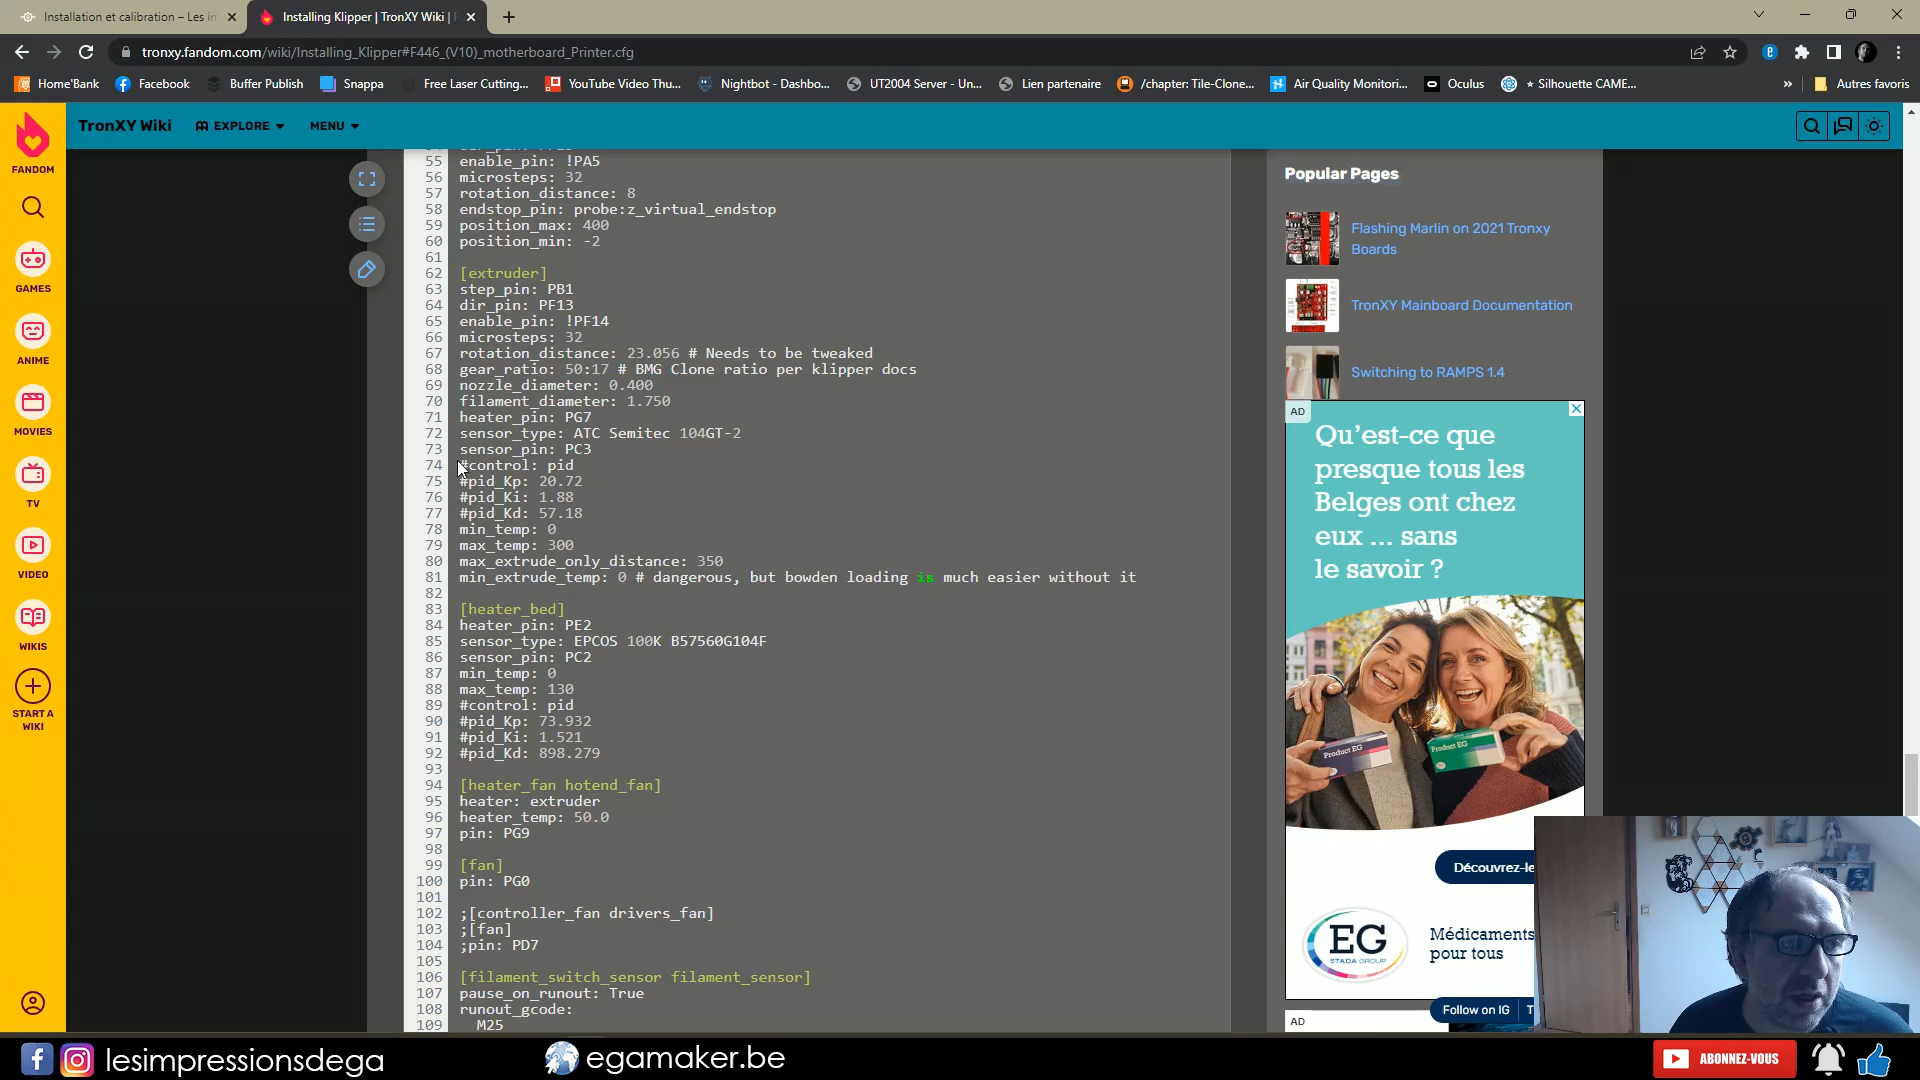 Installation et calibration – Les in
Installing Klipper | TronXY Wiki | F
tronxy.fandom.com/wiki/Installing_Klipper#F446_(V10)_motherboard_Printer.cfg
Home'Bank
Facebook
Buffer Publish
Snappa
Free Laser Cutting...
YouTube Video Thu...
Nightbot - Dashbo...
UT2004 Server - Un...
Lien partenaire
/chapter: Tile-Clone...
Air Quality Monitori...
Oculus
Silhouette CAME...
»
Autres favoris
TronXY Wiki
EXPLORE
MENU
FANDOM
GAMES
ANIME
MOVIES
TV
VIDEO
WIKIS
START A
WIKI
55 enable_pin: !PA5
56 microsteps: 32
57 rotation_distance: 8
58 endstop_pin: probe:z_virtual_endstop
59 position_max: 400
60 position_min: -2
61
62 [extruder]
63 step_pin: PB1
64 dir_pin: PF13
65 enable_pin: !PF14
66 microsteps: 32
67 rotation_distance: 23.056 # Needs to be tweaked
68 gear_ratio: 50:17 # BMG Clone ratio per klipper docs
69 nozzle_diameter: 0.400
70 filament_diameter: 1.750
71 heater_pin: PG7
72 sensor_type: ATC Semitec 104GT-2
73 sensor_pin: PC3
74 #control: pid
75 #pid_Kp: 20.72
76 #pid_Ki: 1.88
77 #pid_Kd: 57.18
78 min_temp: 0
79 max_temp: 300
80 max_extrude_only_distance: 350
81 min_extrude_temp: 0 # dangerous, but bowden loading is much easier without it
82
83 [heater_bed]
84 heater_pin: PE2
85 sensor_type: EPCOS 100K B57560G104F
86 sensor_pin: PC2
87 min_temp: 0
88 max_temp: 130
89 #control: pid
90 #pid_Kp: 73.932
91 #pid_Ki: 1.521
92 #pid_Kd: 898.279
93
94 [heater_fan hotend_fan]
95 heater: extruder
96 heater_temp: 50.0
97 pin: PG9
98
99 [fan]
100 pin: PG0
101
102 ;[controller_fan drivers_fan]
103 ;[fan]
104 ;pin: PD7
105
106 [filament_switch_sensor filament_sensor]
107 pause_on_runout: True
108 runout_gcode:
109 M25
Popular Pages
Flashing Marlin on 2021 Tronxy
Boards
TronXY Mainboard Documentation
Switching to RAMPS 1.4
AD
Qu'est-ce que
presque tous les
Belges ont chez
eux ... sans
le savoir ?
Product EG
Product EG
Découvrez-le
EG
STADA GROUP
Médicaments
pour tous
Follow on IG
AD
lesimpressionsdega
egamaker.be
ABONNEZ-VOUS